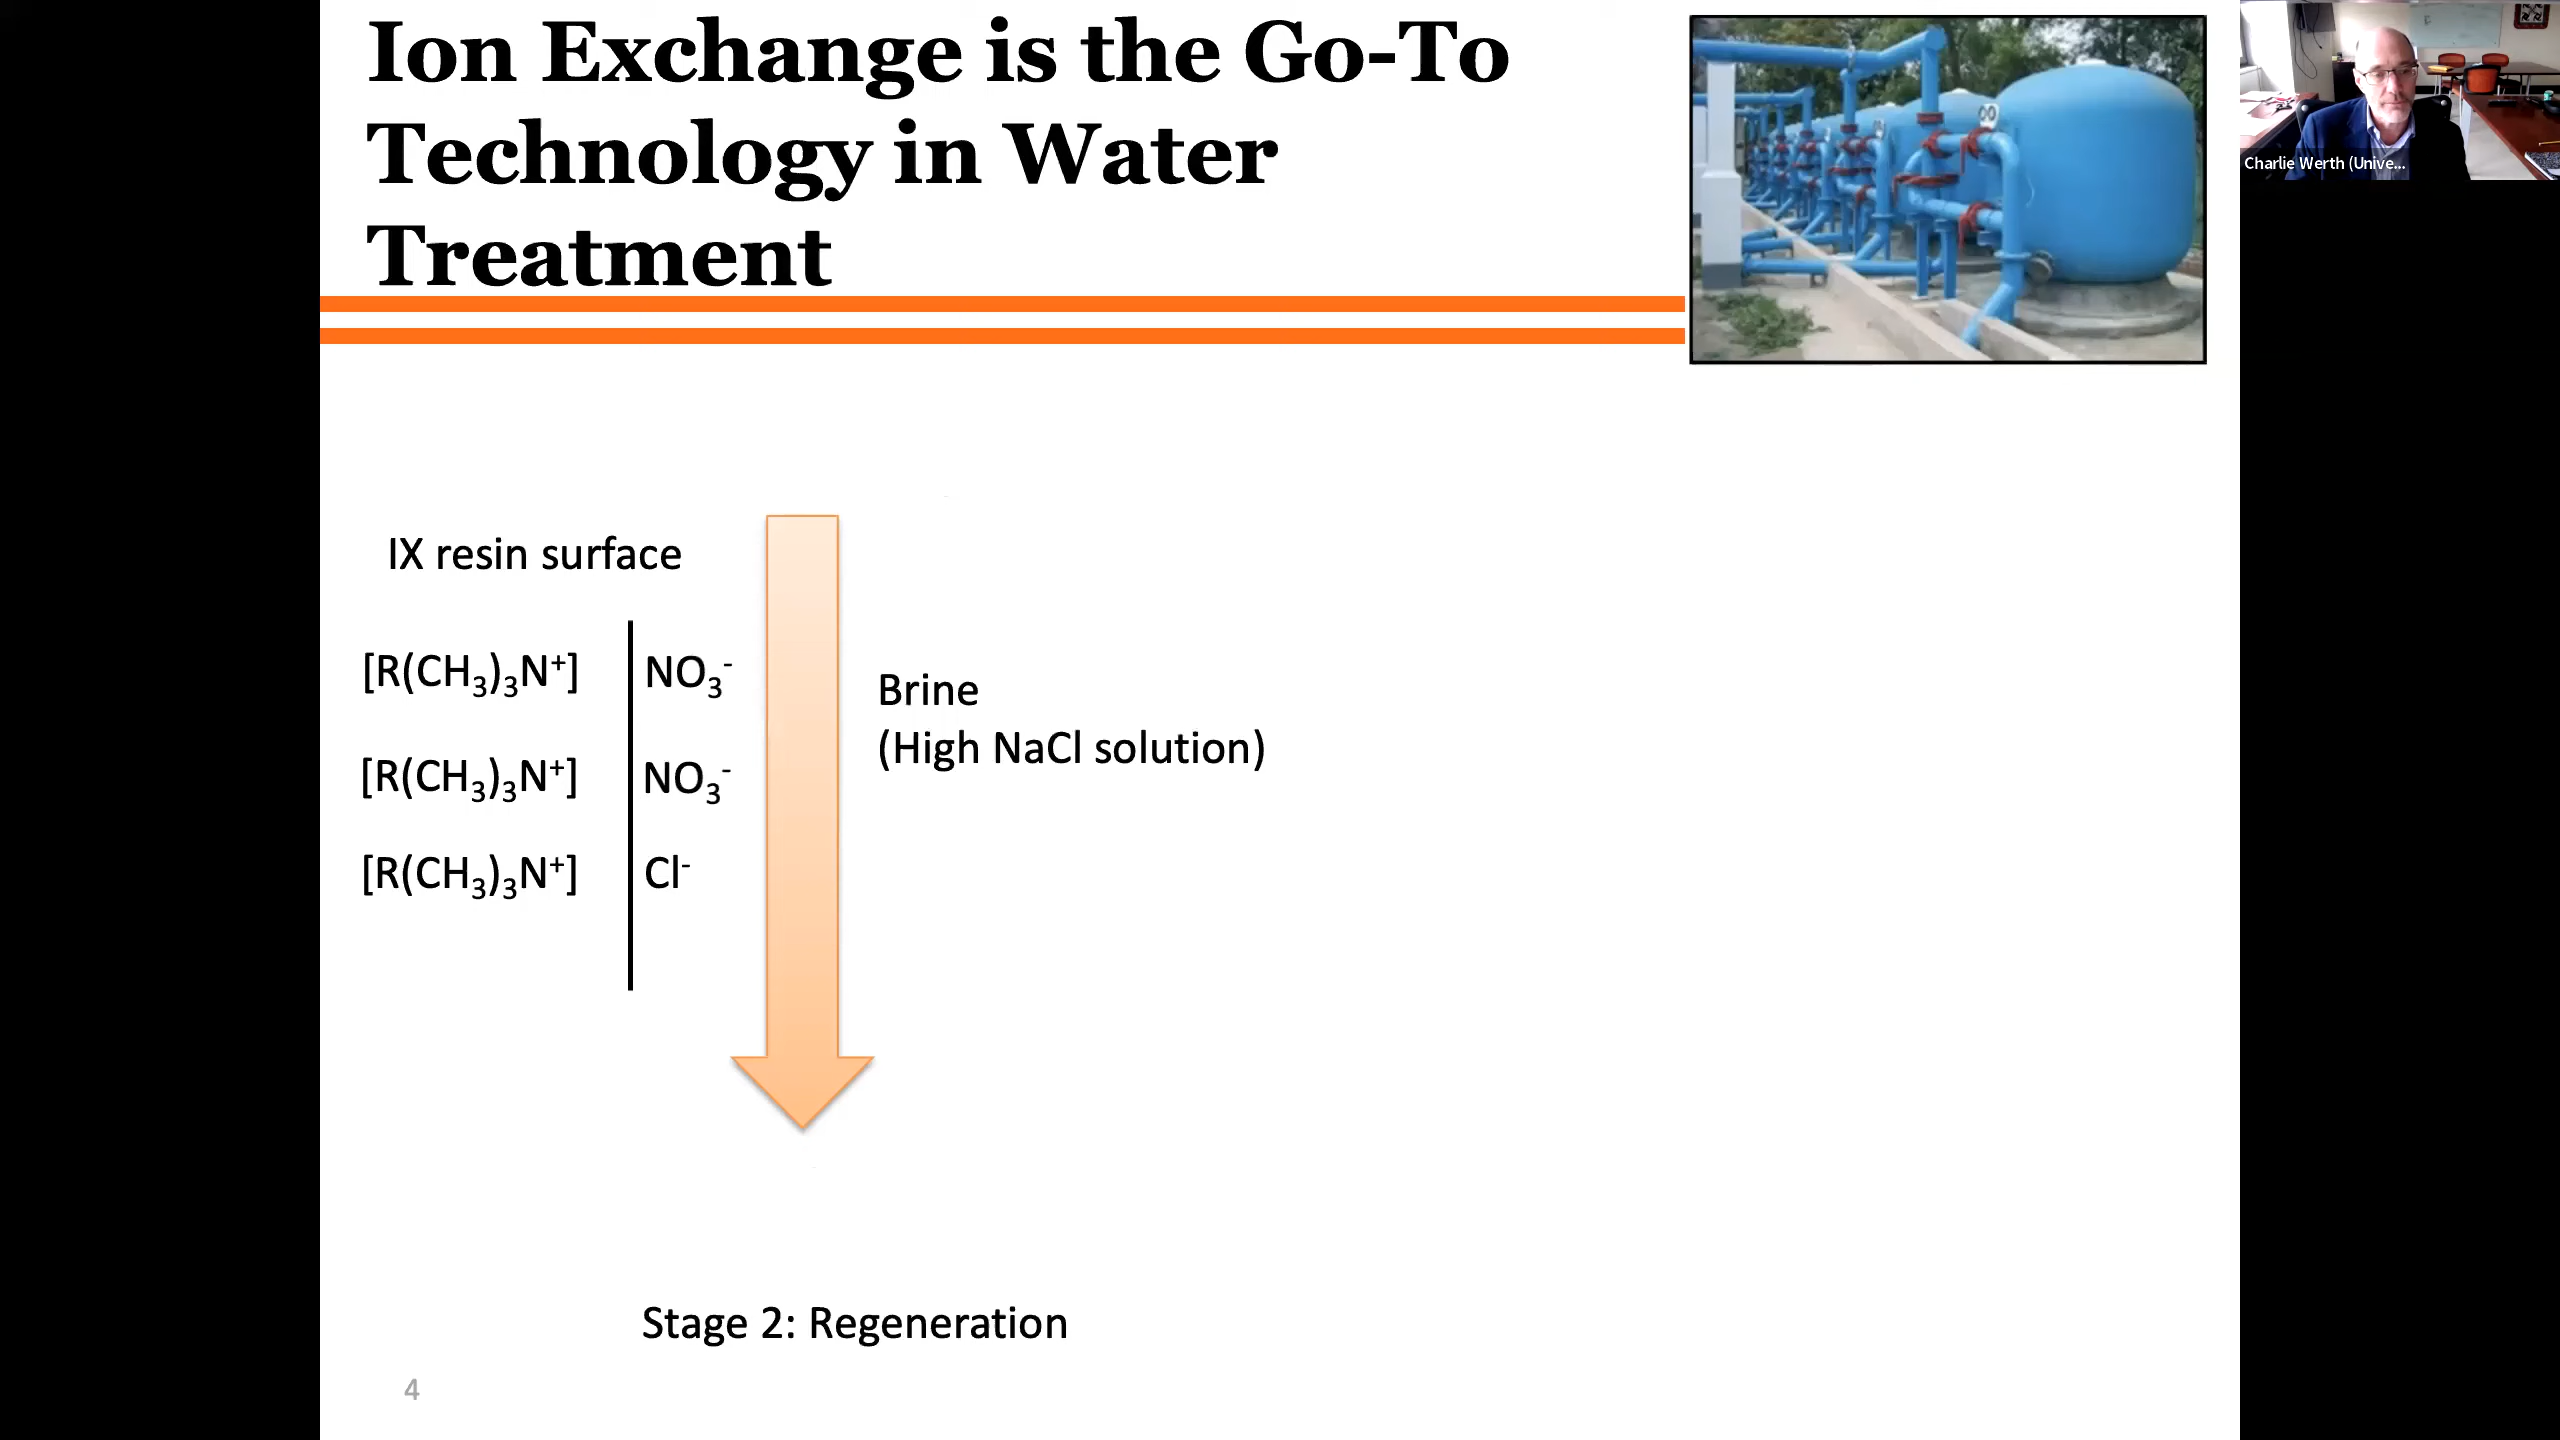 Ion Exchange is the Go-To
Technology in Water
Treatment
Charlie Werth (Unive...
IX resin surface
[R(CH₃)₃N⁺] NO₃⁻
[R(CH₃)₃N⁺] NO₃⁻
[R(CH₃)₃N⁺] Cl⁻
Brine
(High NaCl solution)
Stage 2: Regeneration
4